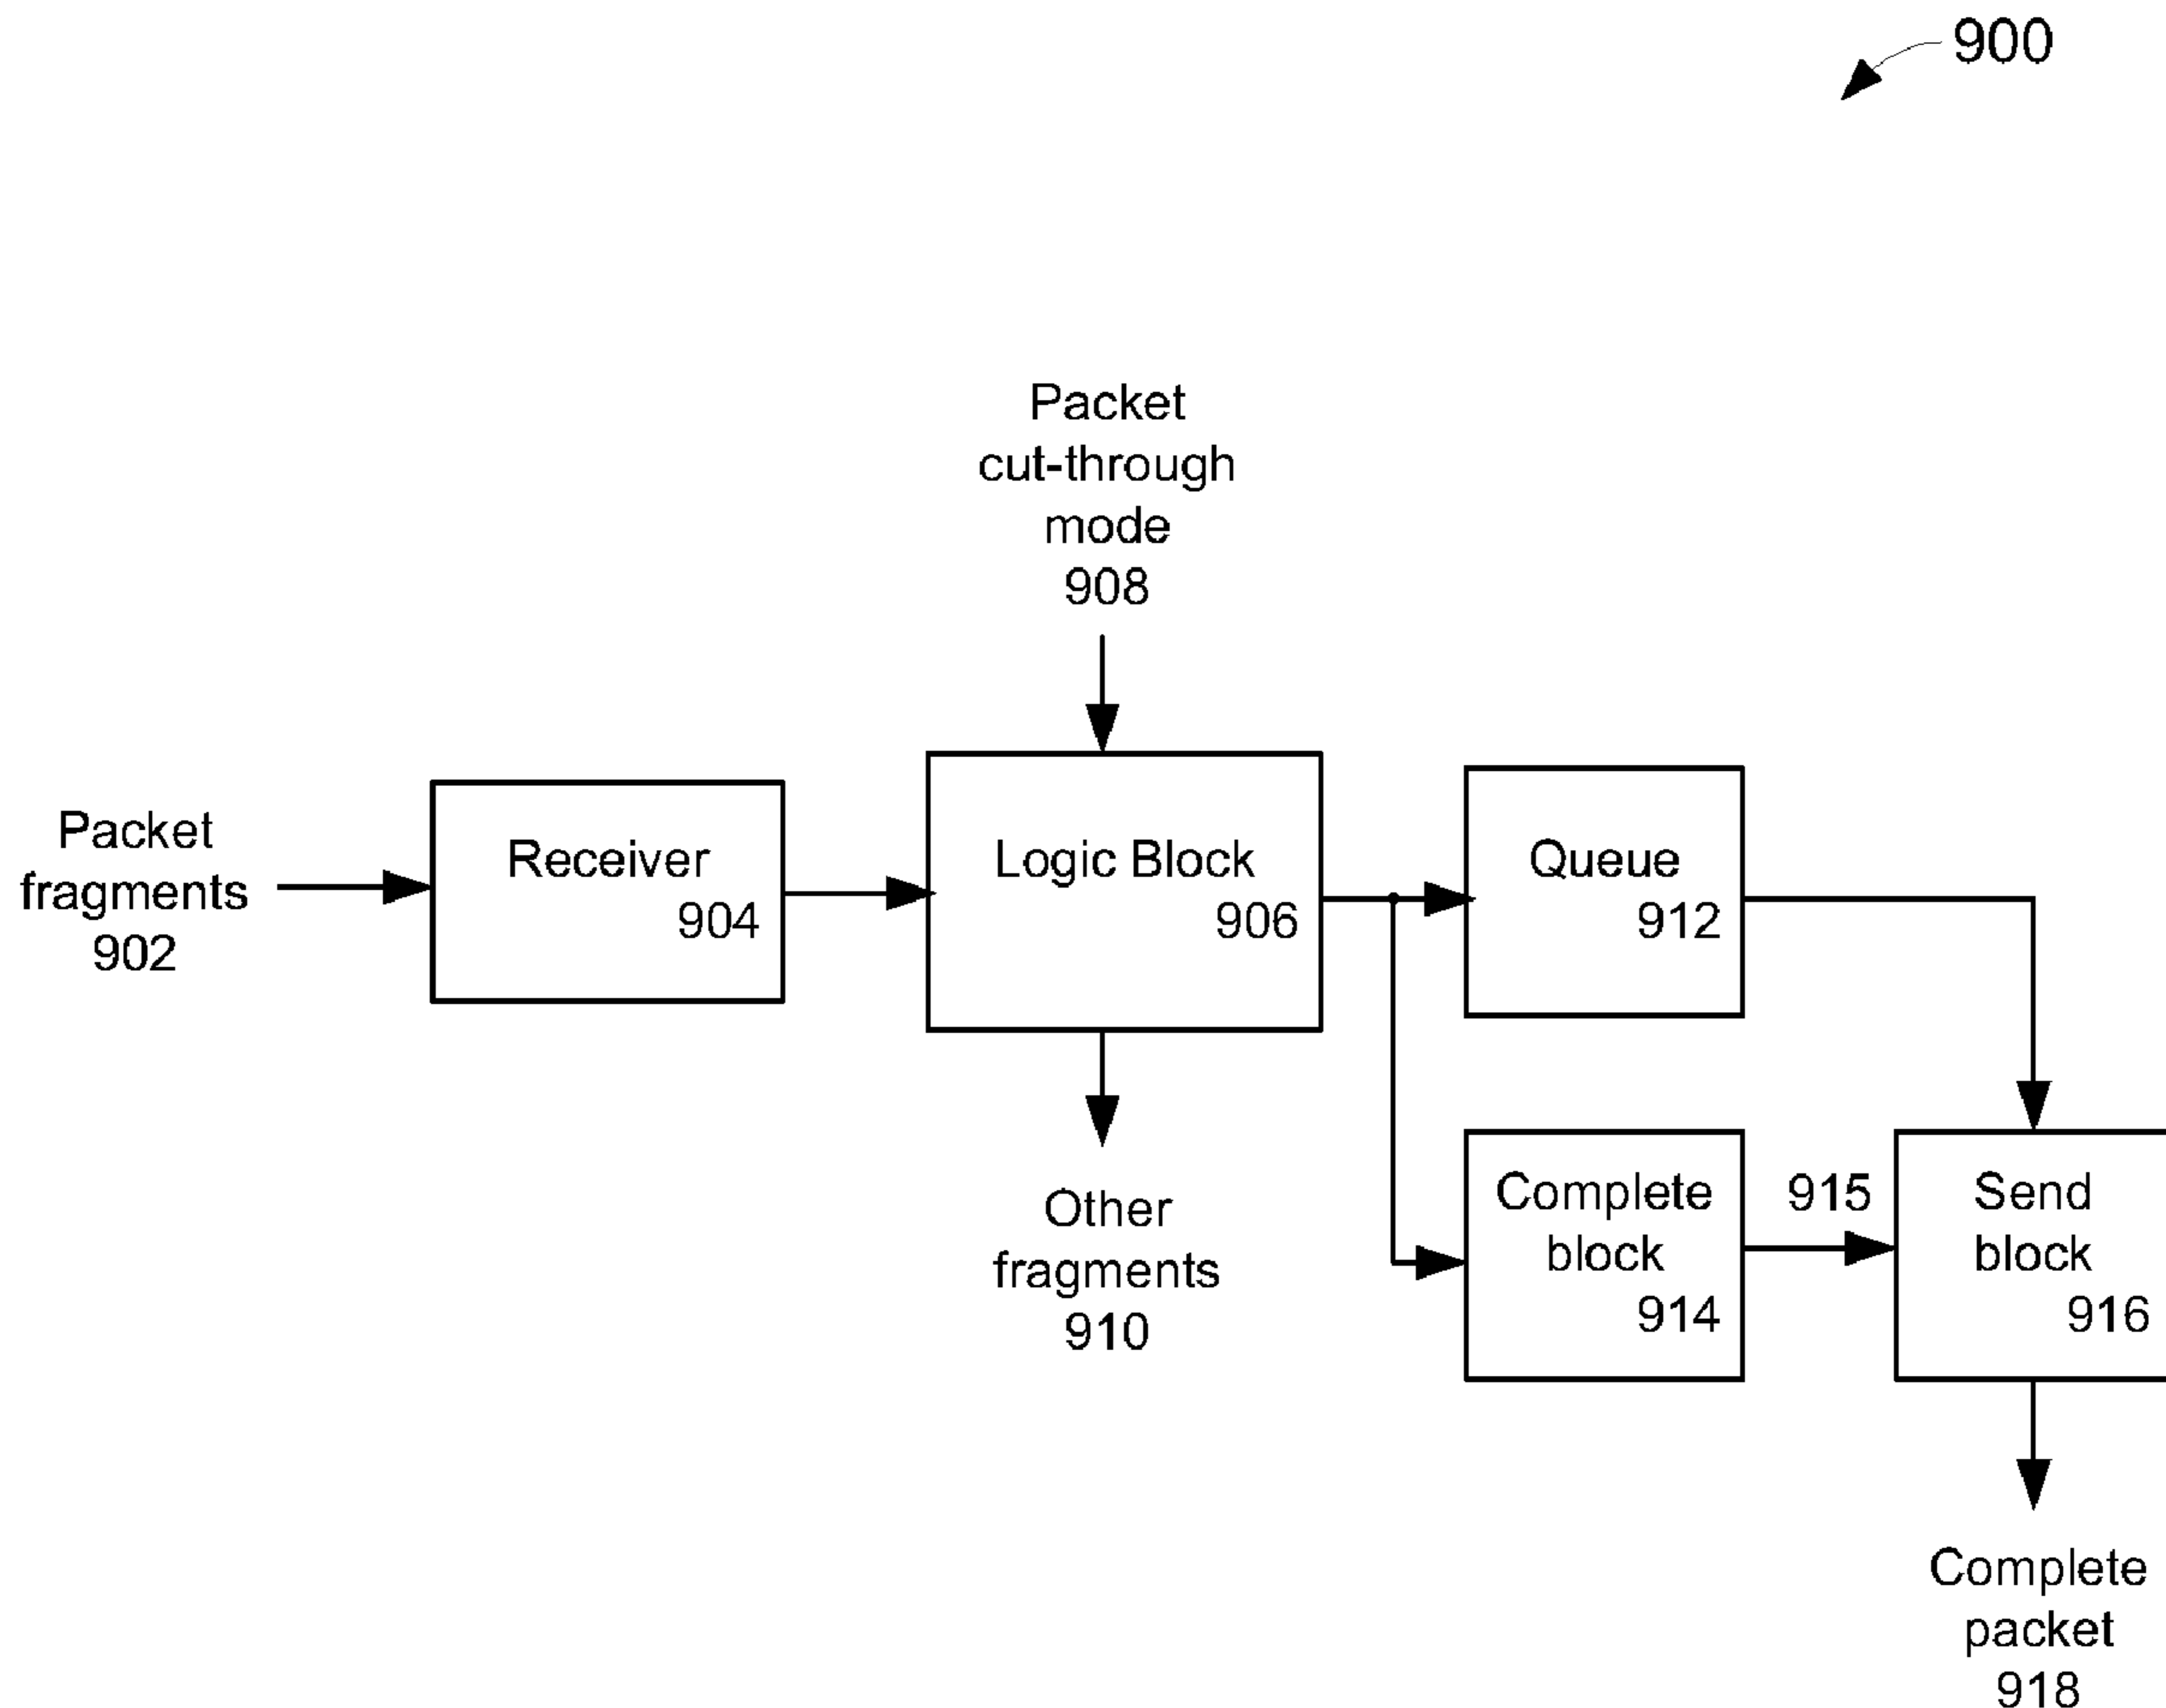 900
Packet
cut-through
mode
908
Packet
fragments
902
Receiver
904
Logic Block
906
Queue
912
Other
fragments
910
Complete
block
914
915
Send
block
916
Complete
packet
918